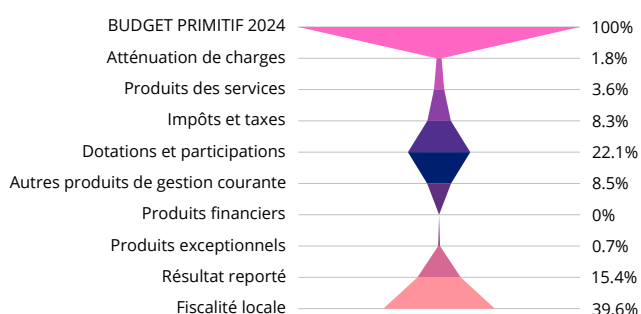 BUDGET PRIMITIF 2024 100%
Atténuation de charges 1.8%
Produits des services 3.6%
Impôts et taxes 8.3%
Dotations et participations 22.1%
Autres produits de gestion courante 8.5%
Produits financiers 0%
Produits exceptionnels 0.7%
Résultat reporté 15.4%
Fiscalité locale 39.6%